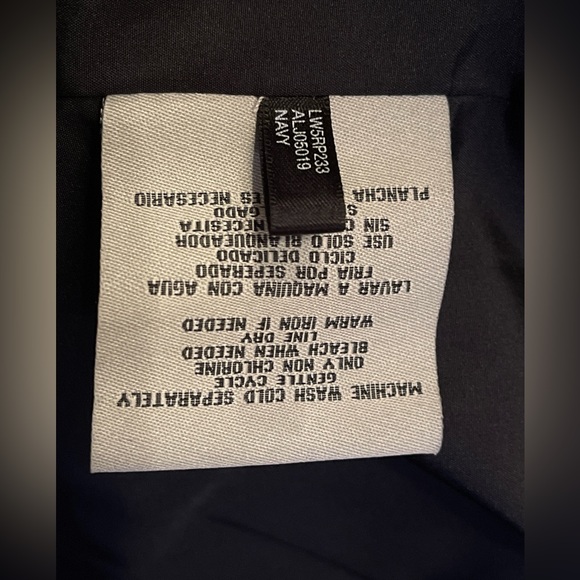 LW5RP233
ALJ05019
NAVY
MACHINE WASH COLD SEPARATELY
GENTLE CYCLE
ONLY NON CHLORINE
BLEACH WHEN NEEDED
LINE DRY
WARM IRON IF NEEDED
LAVAR A MAQUINA CON AGUA
FRIA POR SEPERADO
CICLO DELICADO
USE SOLO BLANQUEADOR
SIN C NECESITA
S GADO
PLANCHA ES NECESARIO